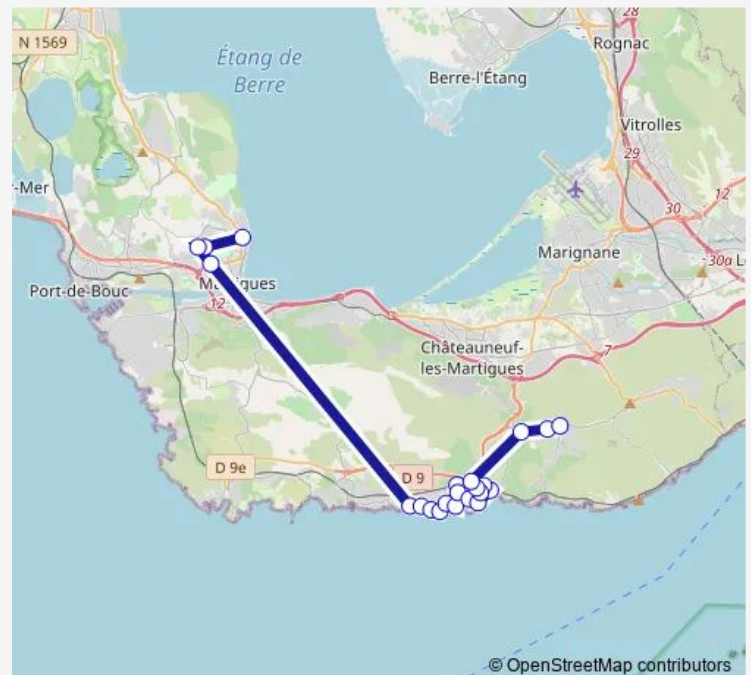 28
N 1569
Rognac
Étang de
Berre
Berre-l'Étang
Vitrolles
29
12
-Mer
30
Marignane
30a
Port-de-Bouc
12
7
Châteauneuf-
les-Martigues
D 9e
D 9
© OpenStreetMap contributors